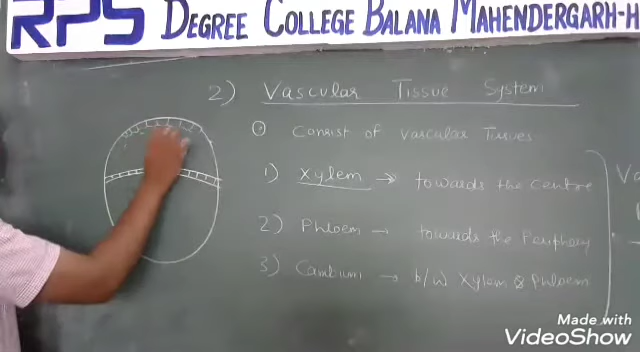 RPS DEGREE COLLEGE BALANA MAHENDERGARH-H
2) Vascular Tissue System
Consist of vascular Tissues
1) Xylem → towards the centre
2) Phloem → towards the Periphery
3) Cambium → b/w Xylem & Phloem
Va
Made with
VideoShow